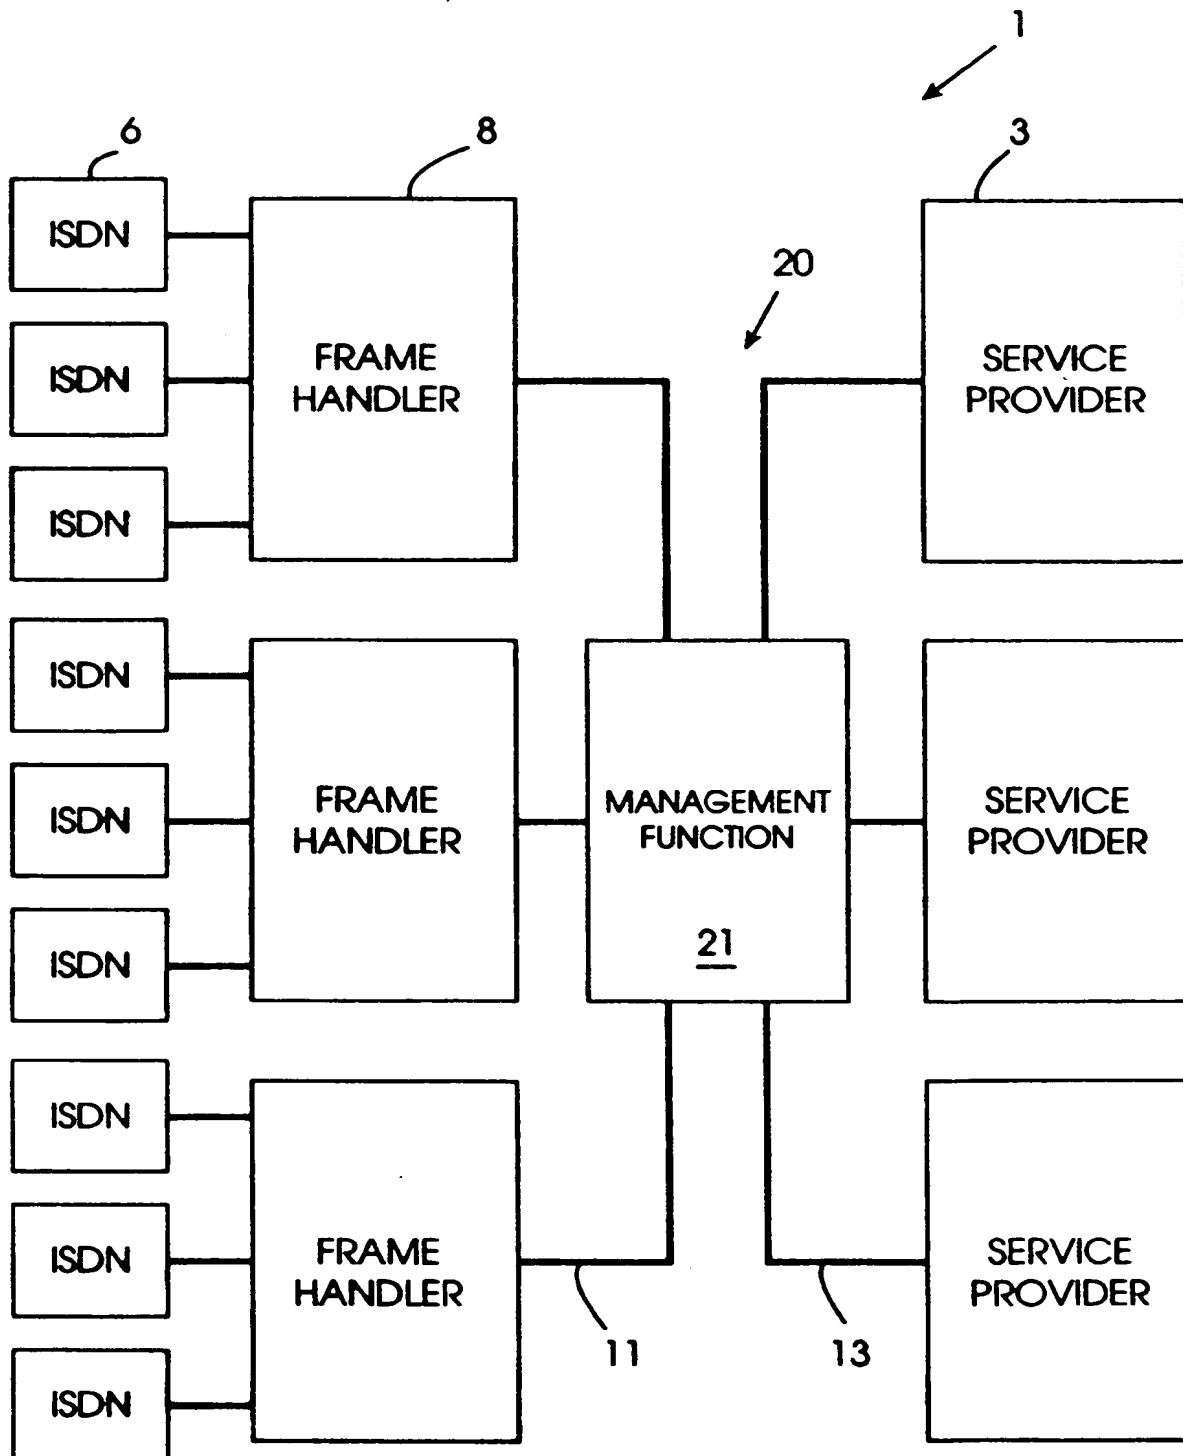 1
6
8
3
ISDN
20
FRAME
HANDLER
SERVICE
PROVIDER
ISDN
ISDN
ISDN
FRAME
HANDLER
MANAGEMENT
FUNCTION
21
SERVICE
PROVIDER
ISDN
ISDN
ISDN
FRAME
HANDLER
SERVICE
PROVIDER
ISDN
11
13
ISDN